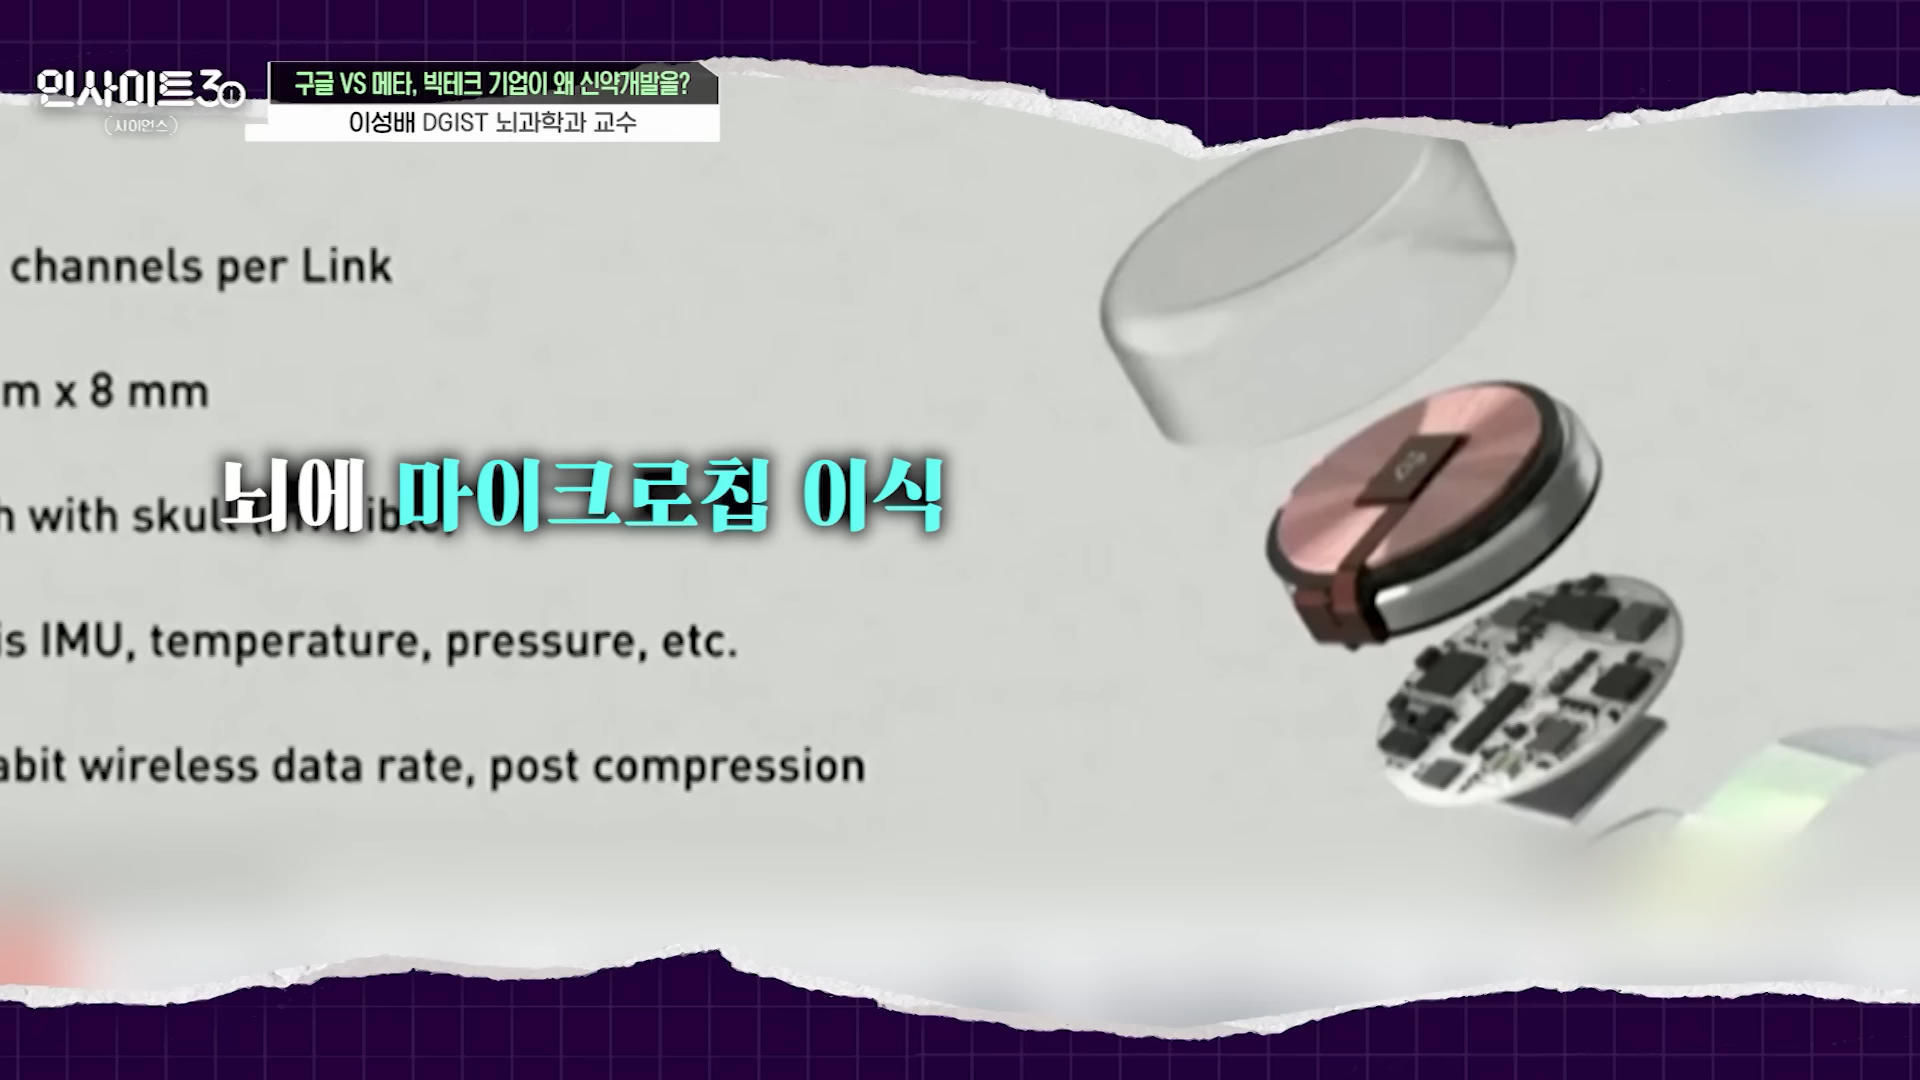 인사이트30
(사이언스)
구글 VS 메타, 빅테크 기업이 왜 신약개발을?
이성배 DGIST 뇌과학과 교수
channels per Link
m x 8 mm
뇌에 마이크로칩 이식
with skull
is IMU, temperature, pressure, etc.
abit wireless data rate, post compression